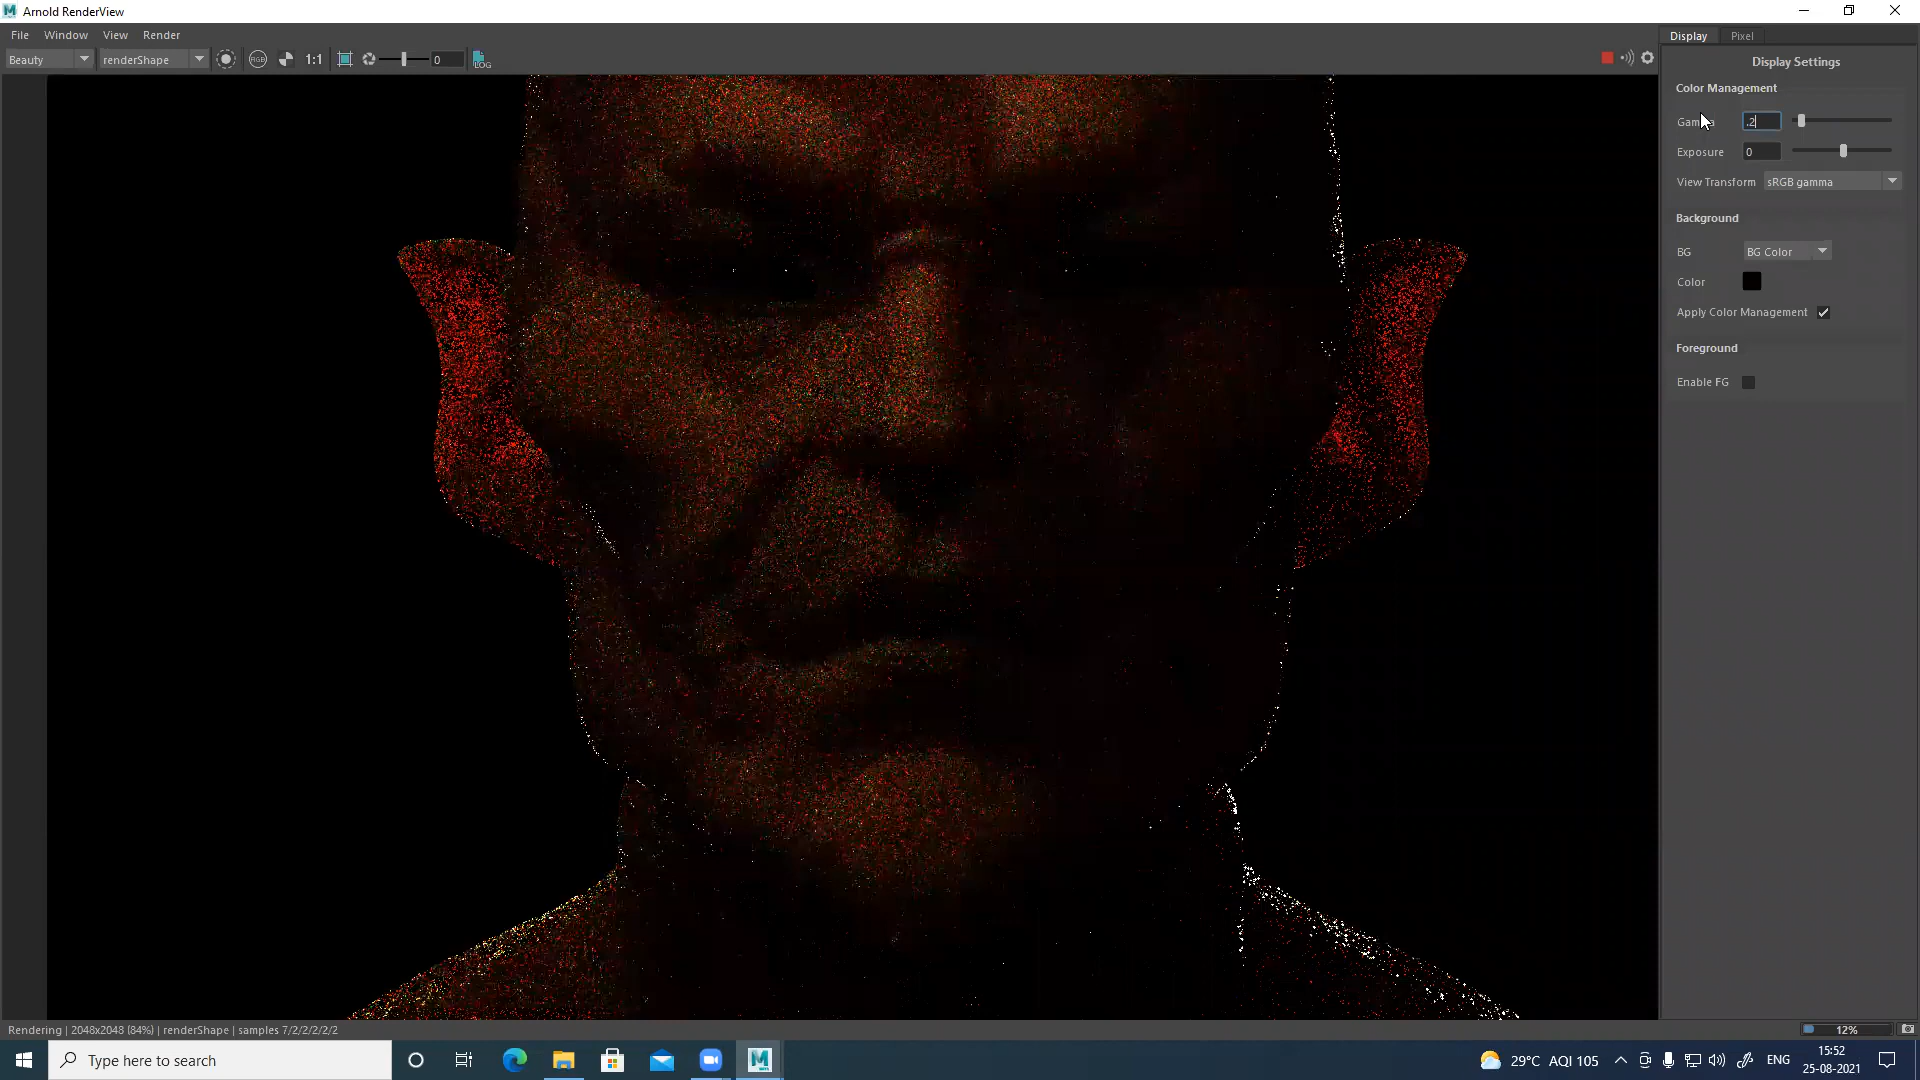 Arnold RenderView
File Window View Render
Beauty renderShape RGB 1:1 0 LOG
Display Pixel
Display Settings
Color Management
Gamma .2
Exposure 0
View Transform sRGB gamma
Background
BG BG Color
Color
Apply Color Management
Foreground
Enable FG
Rendering | 2048x2048 (84%) | renderShape | samples 7/2/2/2/2/2
12%
Type here to search
29°C AQI 105
ENG
15:52
25-08-2021